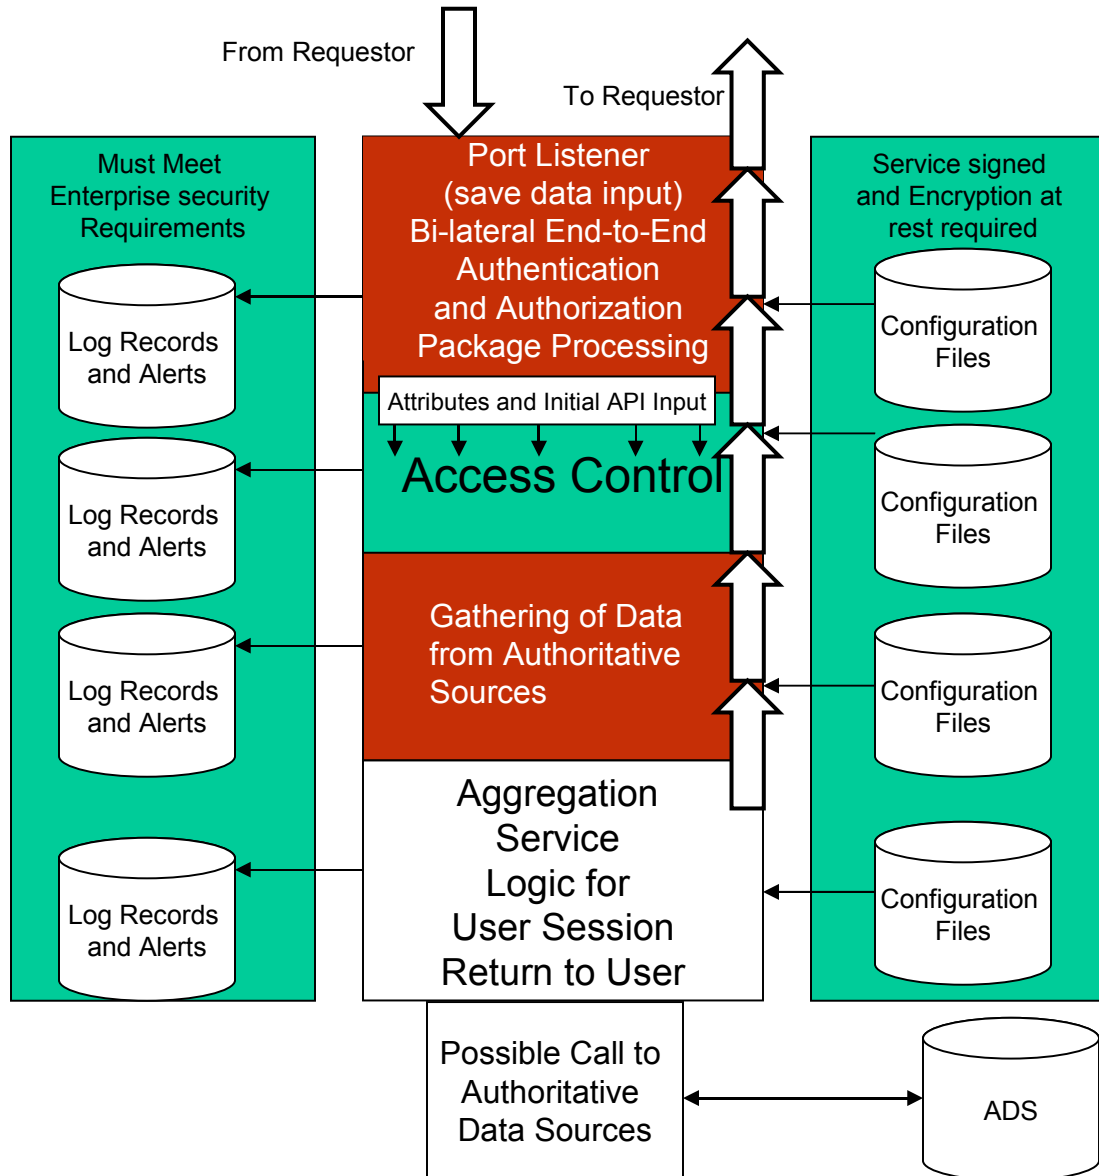 From Requestor
To Requestor
Must Meet
Enterprise security
Requirements
Log Records
and Alerts
Log Records
and Alerts
Log Records
and Alerts
Log Records
and Alerts
Port Listener
(save data input)
Bi-lateral End-to-End
Authentication
and Authorization
Package Processing
Attributes and Initial API Input
Access Control
Gathering of Data
from Authoritative
Sources
Aggregation
Service
Logic for
User Session
Return to User
Possible Call to
Authoritative
Data Sources
Service signed
and Encryption at
rest required
Configuration
Files
Configuration
Files
Configuration
Files
Configuration
Files
ADS